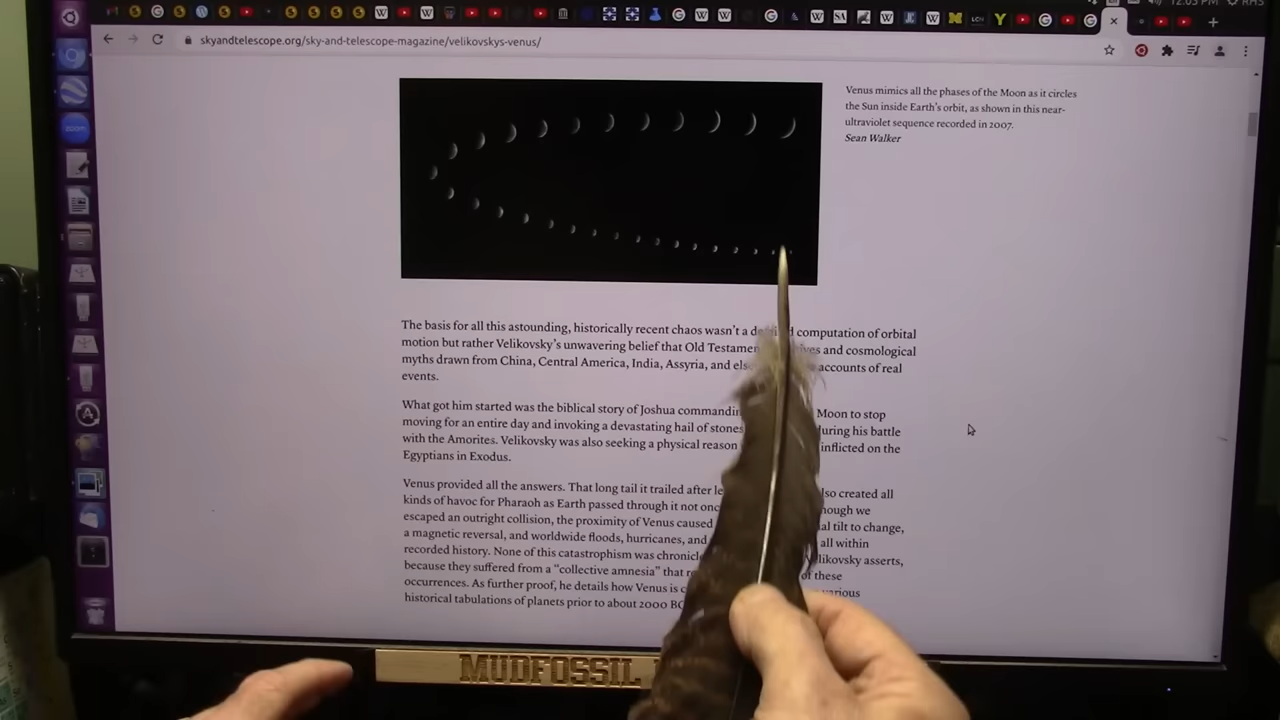 12:03 PM
RHS
skyandtelescope.org/sky-and-telescope-magazine/velikovskys-venus/
Venus mimics all the phases of the Moon as it circles
the Sun inside Earth's orbit, as shown in this near-
ultraviolet sequence recorded in 2007.
Sean Walker
The basis for all this astounding, historically recent chaos wasn't a computation of orbital
motion but rather Velikovsky's unwavering belief that Old Testament and cosmological
myths drawn from China, Central America, India, Assyria, and accounts of real
events.
What got him started was the biblical story of Joshua Moon to stop
moving for an entire day and invoking a devastating hail of stones during his battle
with the Amorites. Velikovsky was also seeking a physical reason inflicted on the
Egyptians in Exodus.
Venus provided all the answers. That long tail it trailed after also created all
kinds of havoc for Pharaoh as Earth passed through it not
escaped an outright collision, the proximity of Venus caused tilt to change,
a magnetic reversal, and worldwide floods, hurricanes, and all within
recorded history. None of this catastrophism was Velikovsky asserts,
because they suffered from a "collective amnesia" that of these
occurrences. As further proof, he details how Venus is various
historical tabulations of planets prior to about 2000
zoom
MUDFOSSIL